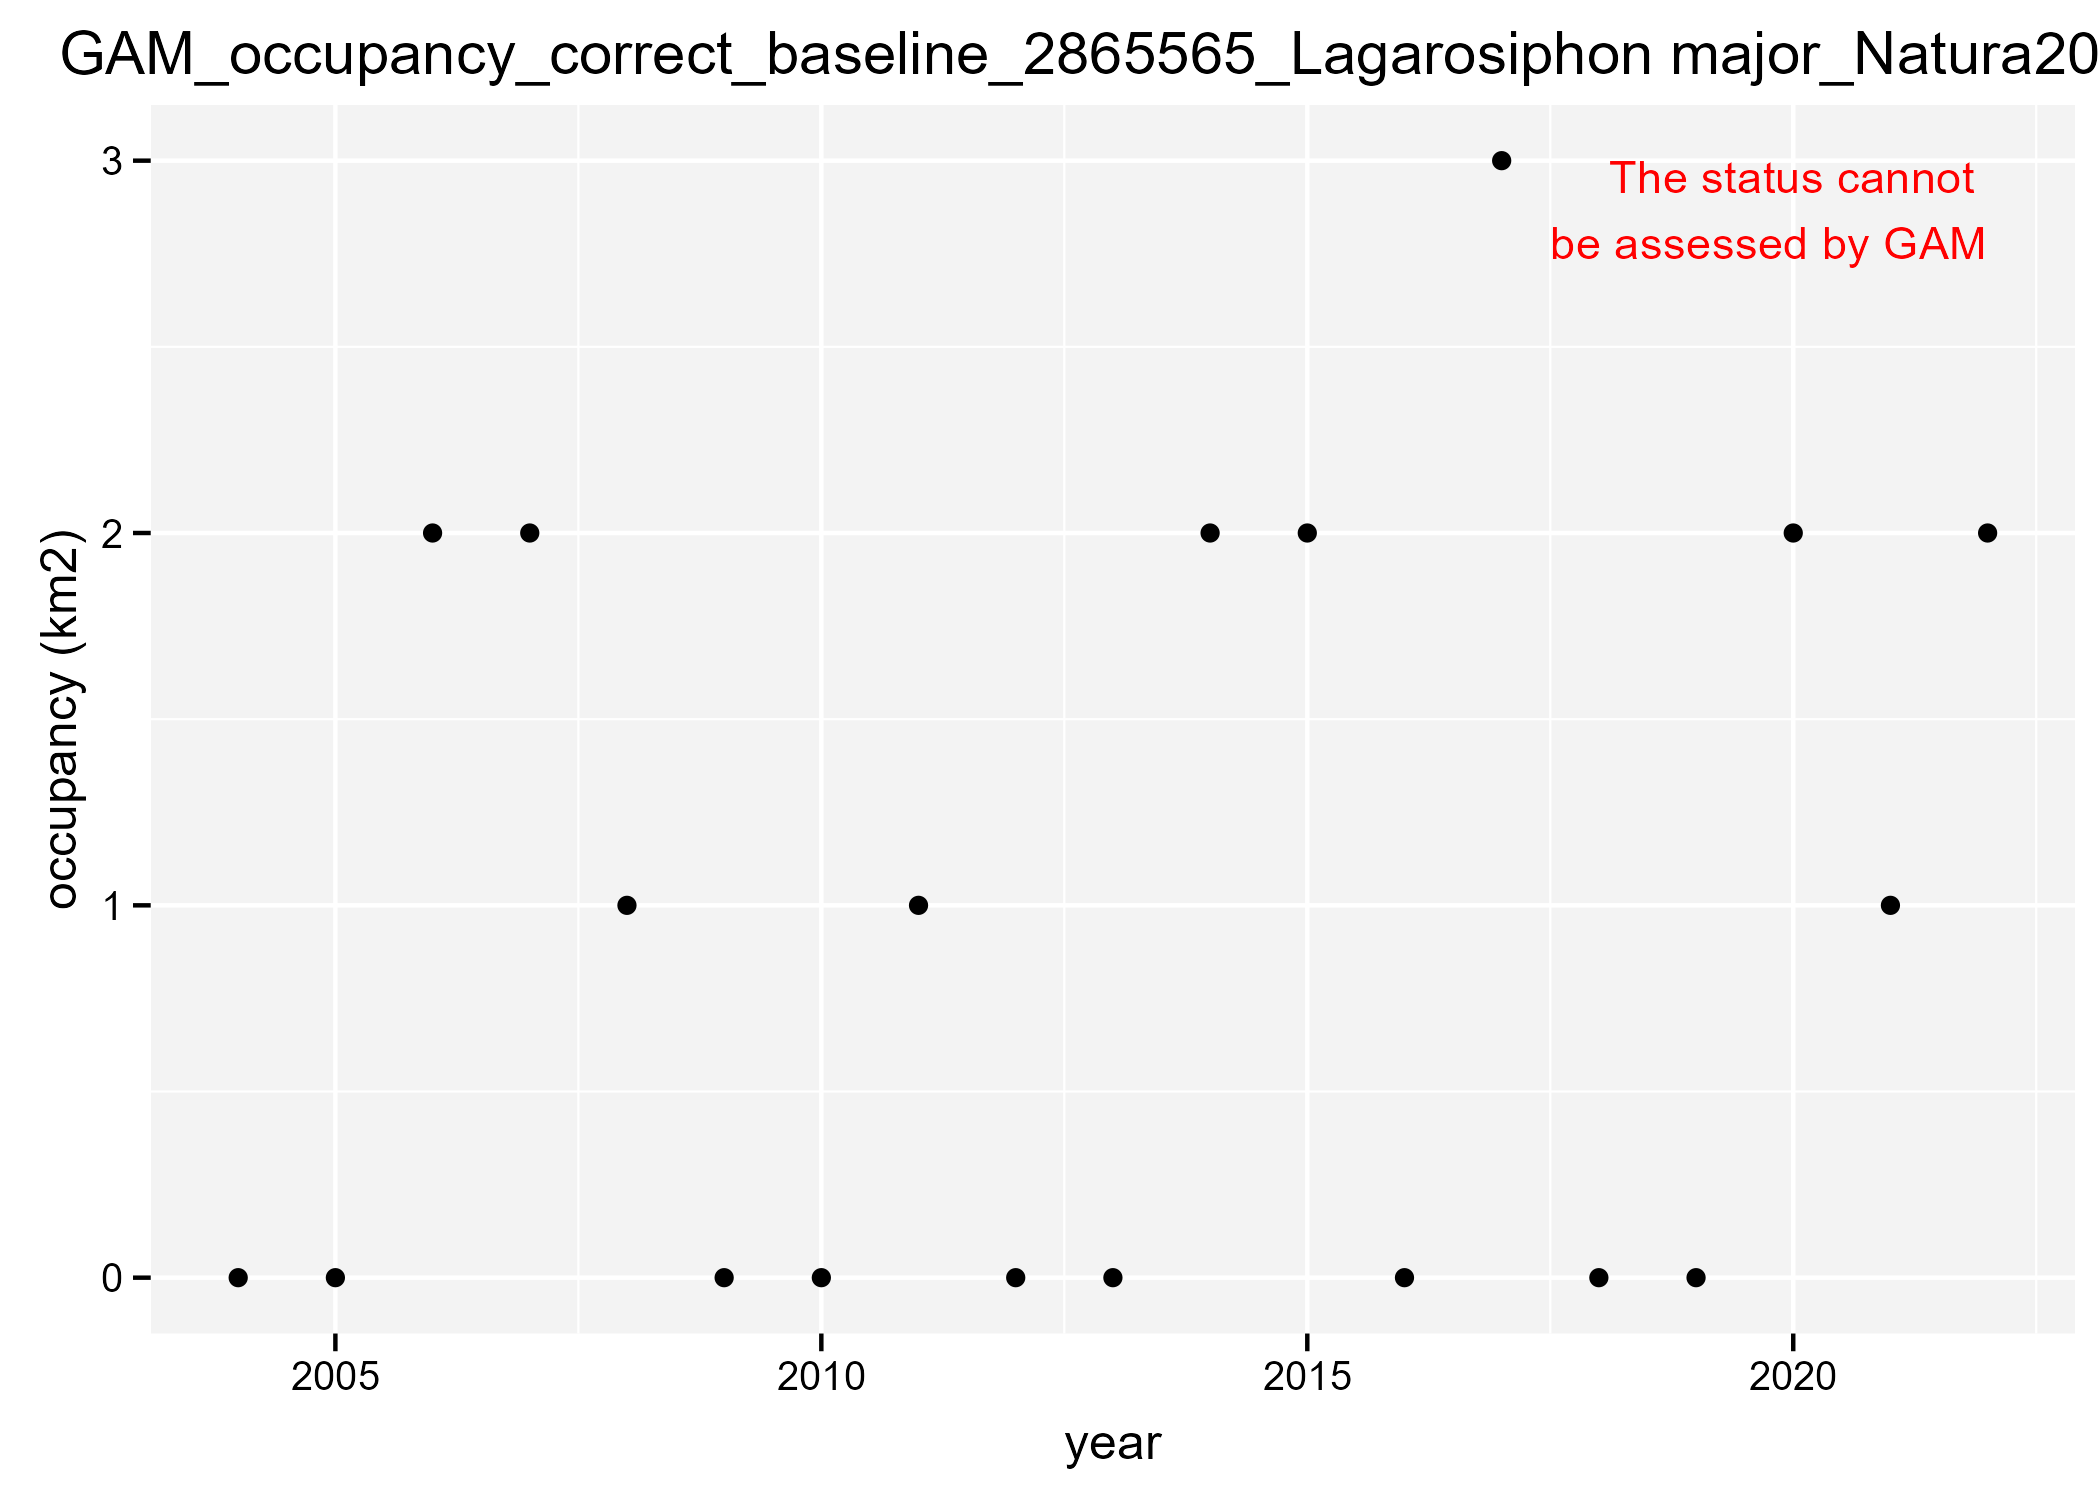 GAM_occupancy_correct_baseline_2865565_Lagarosiphon major_Natura20
3
The status cannot
be assessed by GAM
2
occupancy (km2)
1
0
2005 2010 2015 2020
year